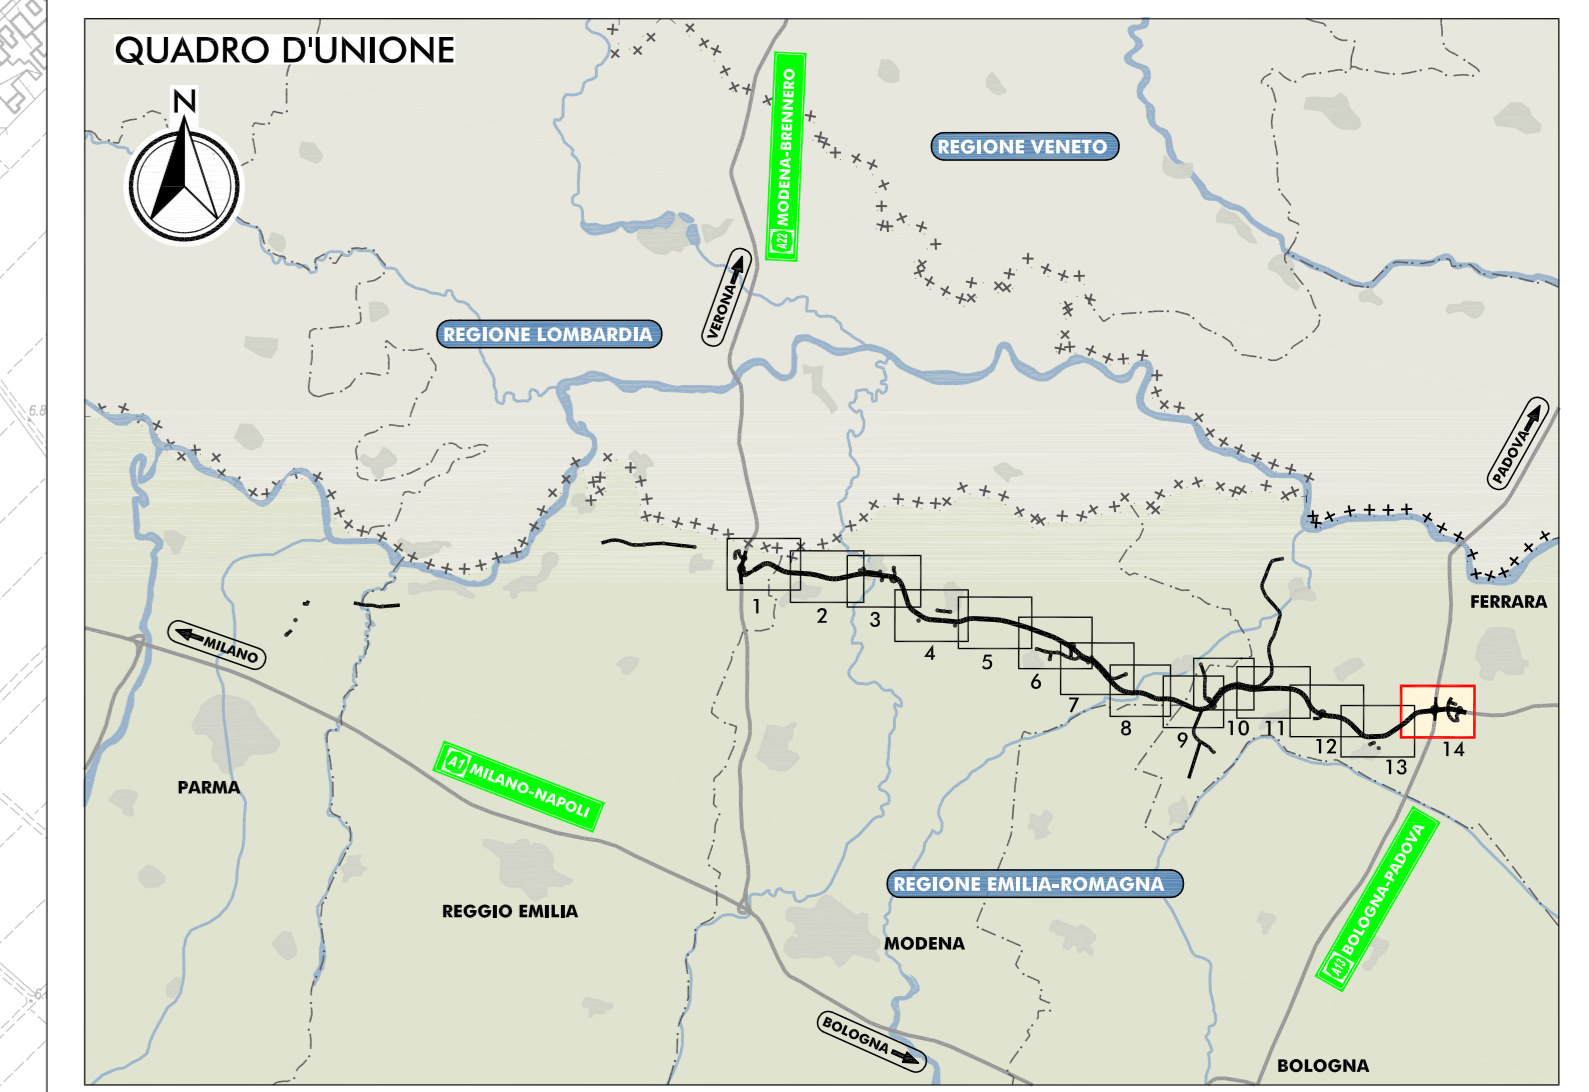 QUADRO D'UNIONE
N
A22 MODENA-BRENNERO
REGIONE VENETO
VERONA
REGIONE LOMBARDIA
PADOVA
FERRARA
MILANO
1
2
3
4
5
6
7
8
9
10
11
12
13
14
PARMA
A1 MILANO-NAPOLI
REGGIO EMILIA
REGIONE EMILIA-ROMAGNA
MODENA
A13 BOLOGNA-PADOVA
BOLOGNA
BOLOGNA